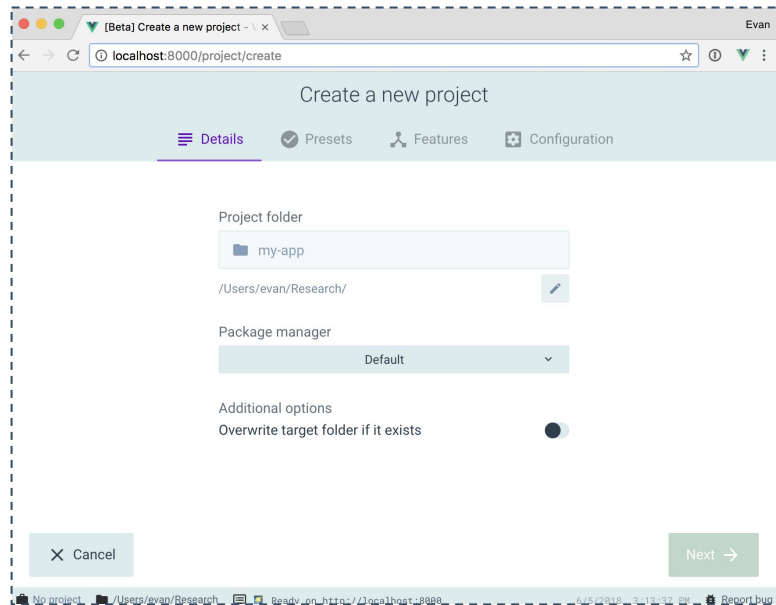 [Beta] Create a new project -
Evan
localhost:8000/project/create
Create a new project
Details Presets Features Configuration
Project folder
my-app
/Users/evan/Research/
Package manager
Default
Additional options
Overwrite target folder if it exists
Cancel
Next
No project /Users/evan/Research Ready on http://localhost:8000 6/5/2018 3:13:37 PM Report bug